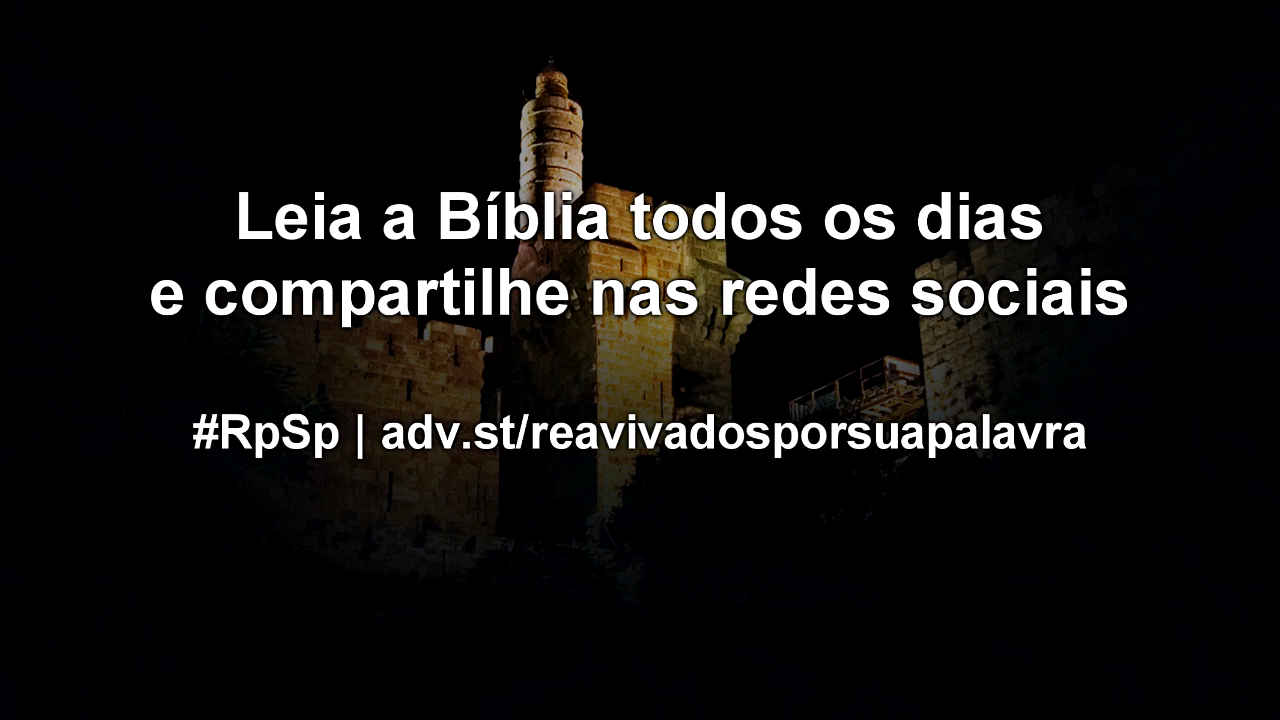 Leia a Bíblia todos os dias
e compartilhe nas redes sociais
#RpSp | adv.st/reavivadosporsuapalavra